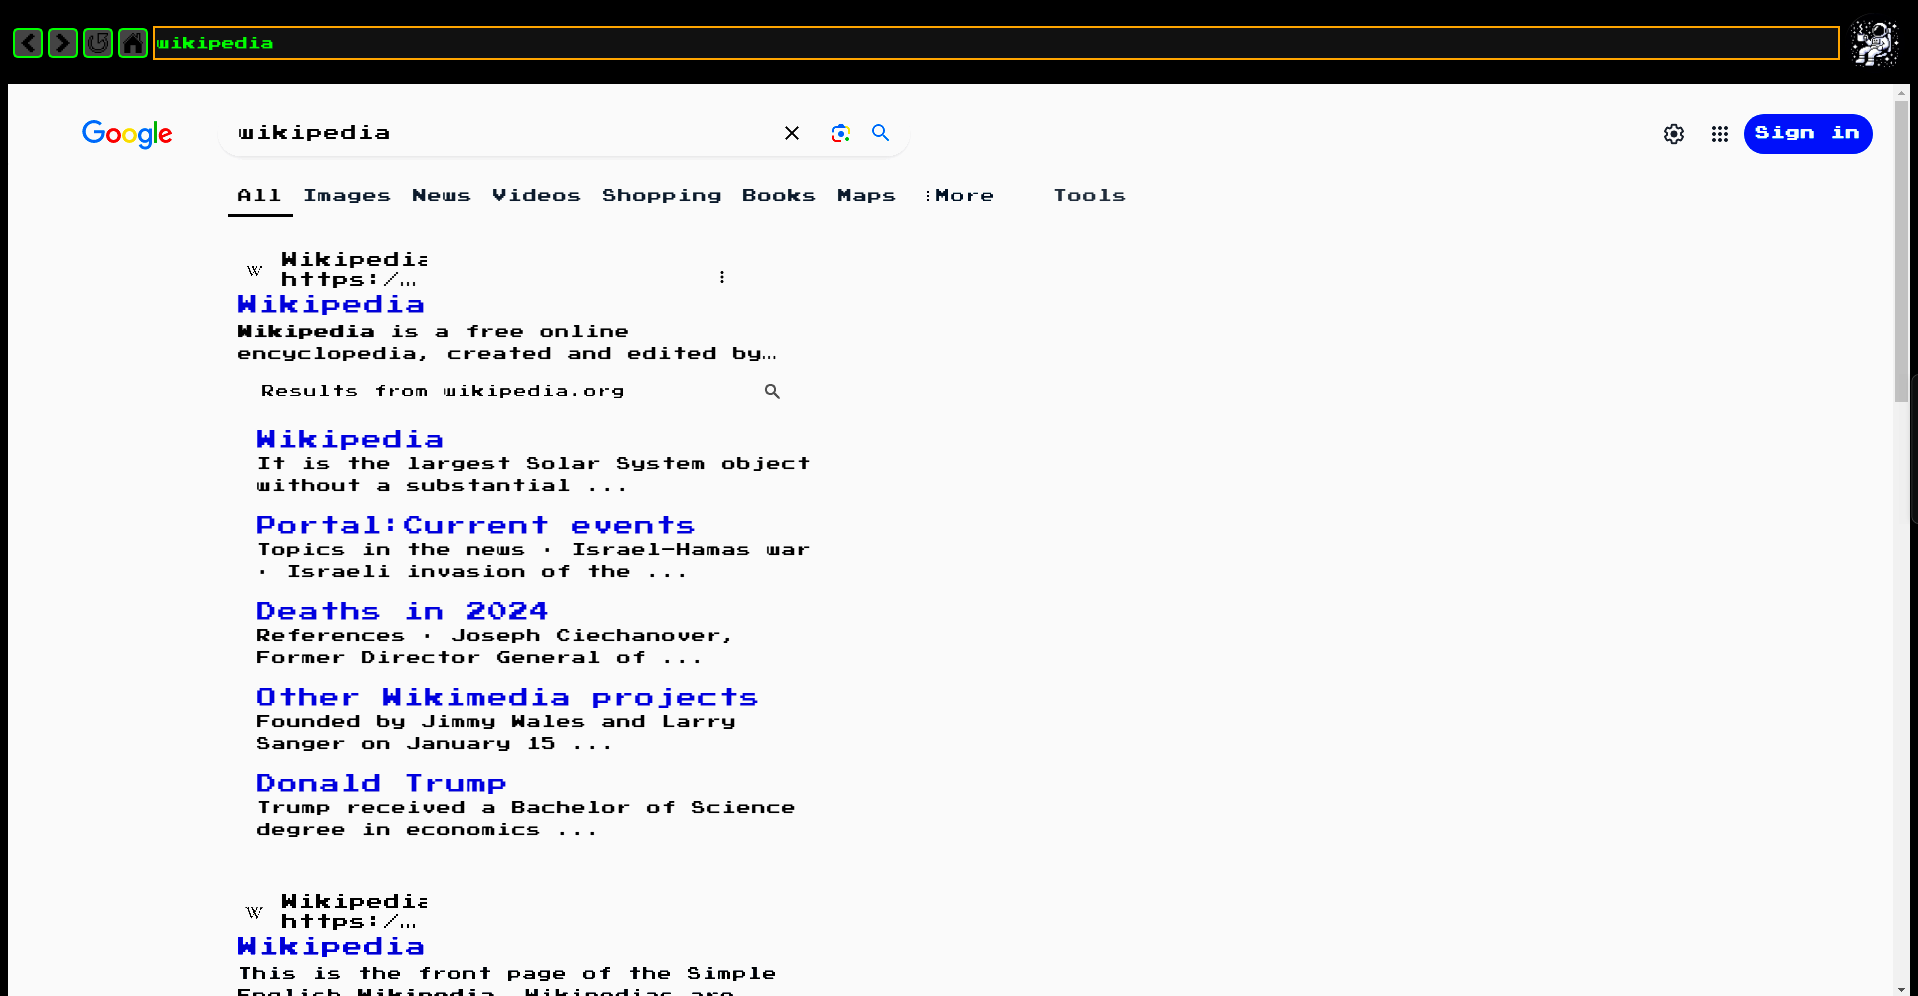 wikipedia
Google
wikipedia
Sign in
All Images News Videos Shopping Books Maps ⋮More Tools
W
Wikipedia
https:/…
Wikipedia
Wikipedia is a free online
encyclopedia, created and edited by…
Results from wikipedia.org
Wikipedia
It is the largest Solar System object
without a substantial ...
Portal:Current events
Topics in the news · Israel–Hamas war
· Israeli invasion of the ...
Deaths in 2024
References · Joseph Ciechanover,
Former Director General of ...
Other Wikimedia projects
Founded by Jimmy Wales and Larry
Sanger on January 15 ...
Donald Trump
Trump received a Bachelor of Science
degree in economics ...
W
Wikipedia
https:/…
Wikipedia
This is the front page of the Simple
English Wikipedia. Wikipedias are